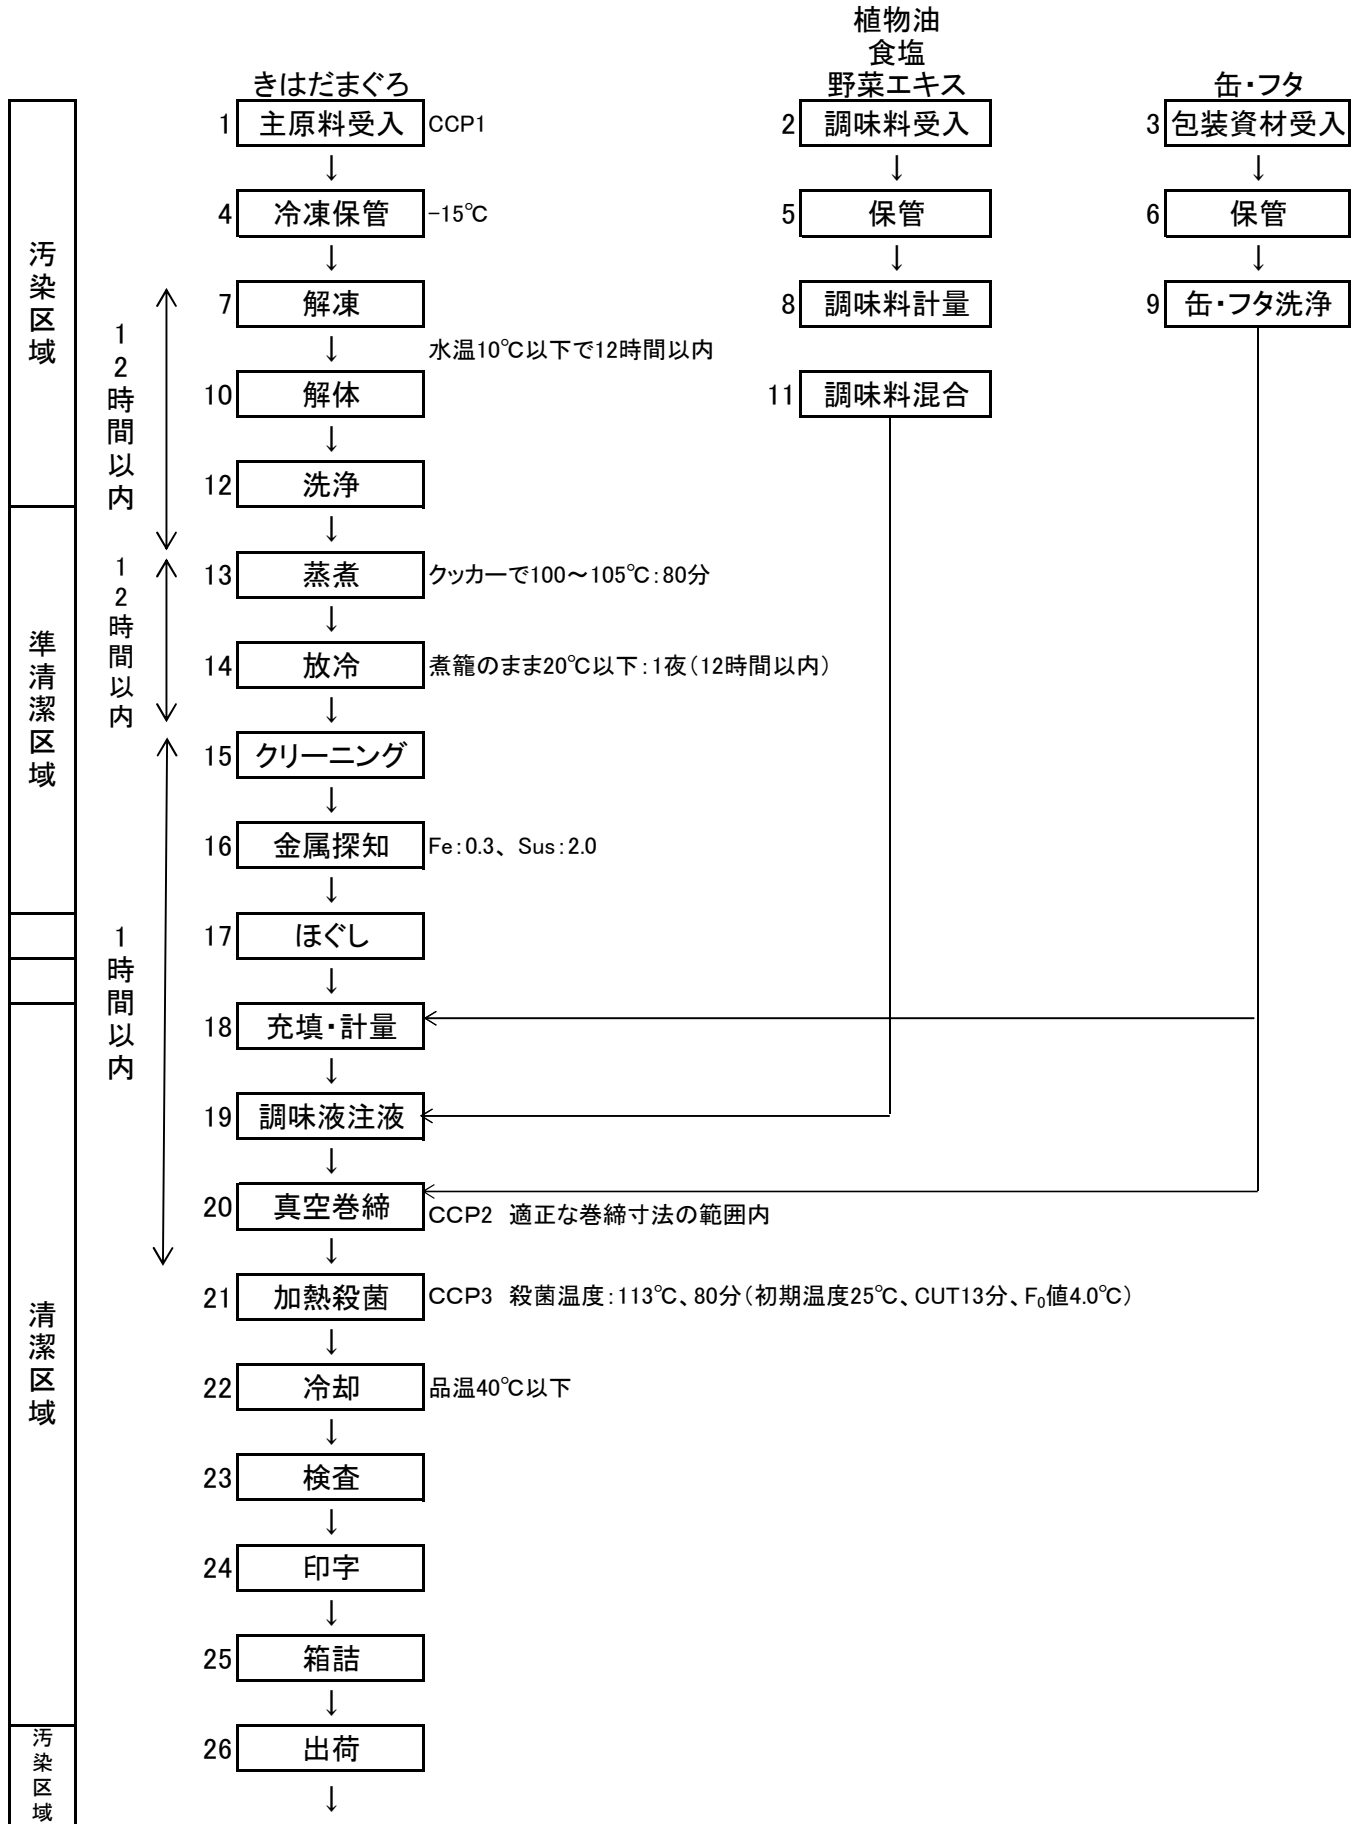 植物油
食塩
きはだまぐろ 野菜エキス 缶・フタ
1 主原料受入 CCP1 2 調味料受入 3 包装資材受入
↓ ↓ ↓
4 冷凍保管 -15℃ 5 保管 6 保管
↓ ↓ ↓
7 解凍 8 調味料計量 9 缶・フタ洗浄
↓ 水温10℃以下で12時間以内
10 解体 11 調味料混合
↓
12 洗浄
↓
13 蒸煮 クッカーで100～105℃：80分
↓
14 放冷 煮籠のまま20℃以下：1夜（12時間以内）
↓
15 クリーニング
↓
16 金属探知 Fe：0.3、Sus：2.0
↓
17 ほぐし
↓
18 充填・計量
↓
19 調味液注液
↓
20 真空巻締 CCP2 適正な巻締寸法の範囲内
↓
21 加熱殺菌 CCP3 殺菌温度：113℃、80分（初期温度25℃、CUT13分、F₀値4.0℃）
↓
22 冷却 品温40℃以下
↓
23 検査
↓
24 印字
↓
25 箱詰
↓
26 出荷
↓
汚染区域
準清潔区域
清潔区域
汚染区域
12時間以内
12時間以内
1時間以内